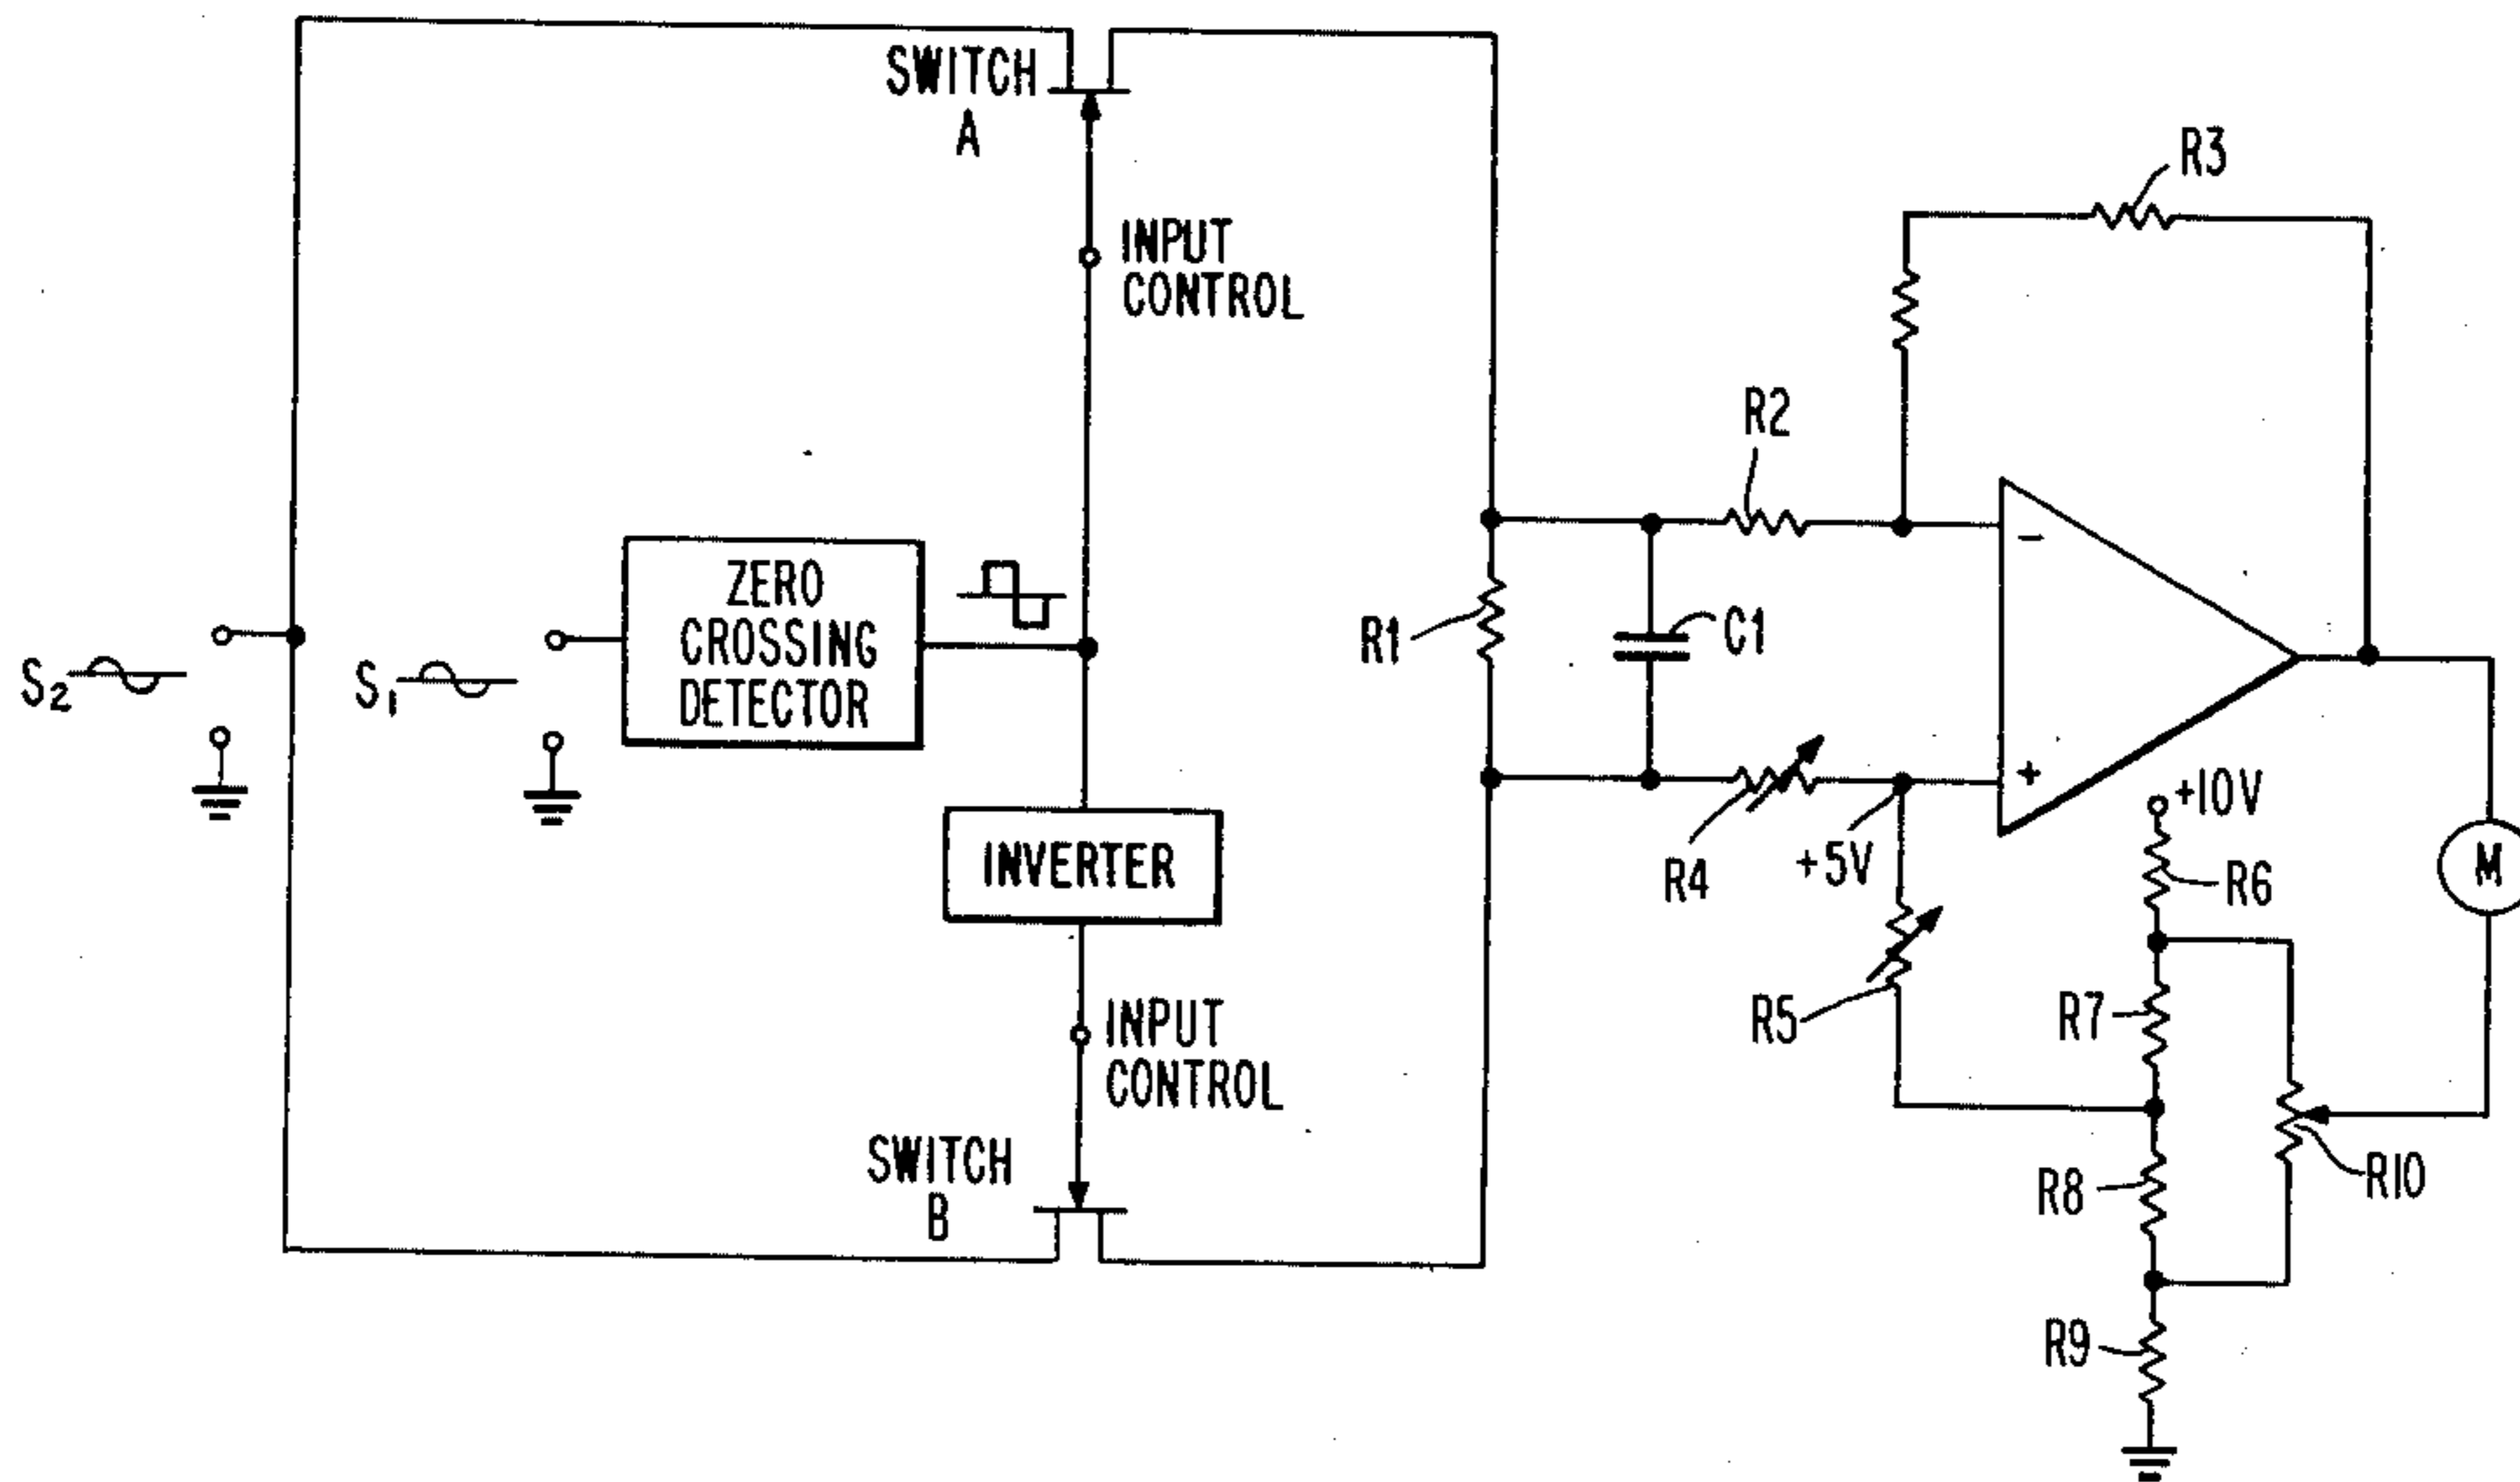 SWITCH
A
INPUT
CONTROL
R3
R2
ZERO
CROSSING
DETECTOR
S2
S1
R1
C1
-
+
+10V
R4
+5V
R6
M
INVERTER
R5
R7
INPUT
CONTROL
SWITCH
B
R8
R10
R9